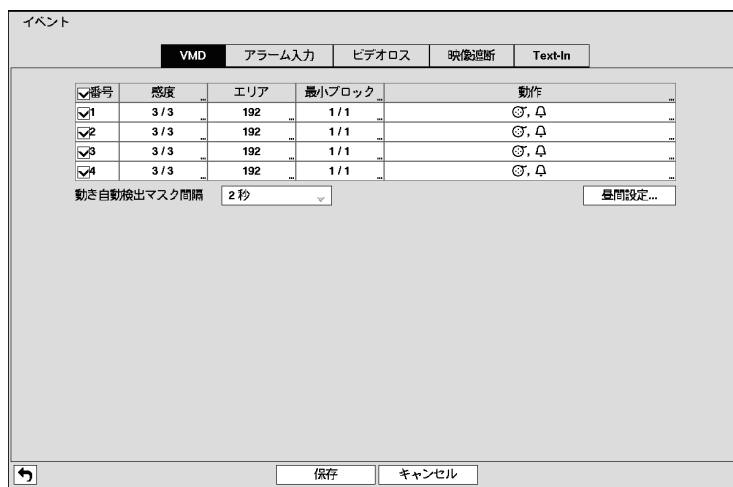 イベント
VMD アラーム入力 ビデオロス 映像遮断 Text-In
番号 感度 ... エリア ... 最小ブロック ... 動作 ...
1 3 / 3 ... 192 ... 1 / 1 ... , ...
2 3 / 3 ... 192 ... 1 / 1 ... , ...
3 3 / 3 ... 192 ... 1 / 1 ... , ...
4 3 / 3 ... 192 ... 1 / 1 ... , ...
動き自動検出マスク間隔 2 秒 昼間設定...
保存 キャンセル